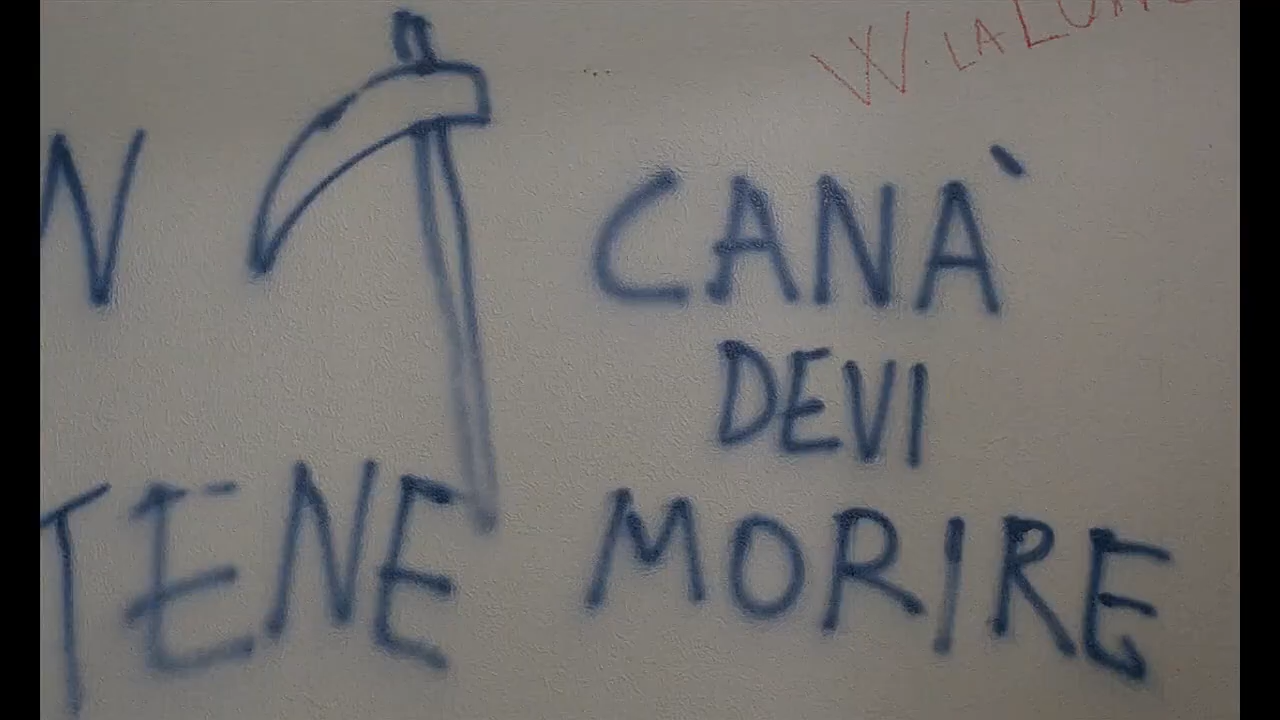 W. LA
N
CANÀ
DEVI
TENE
MORIRE